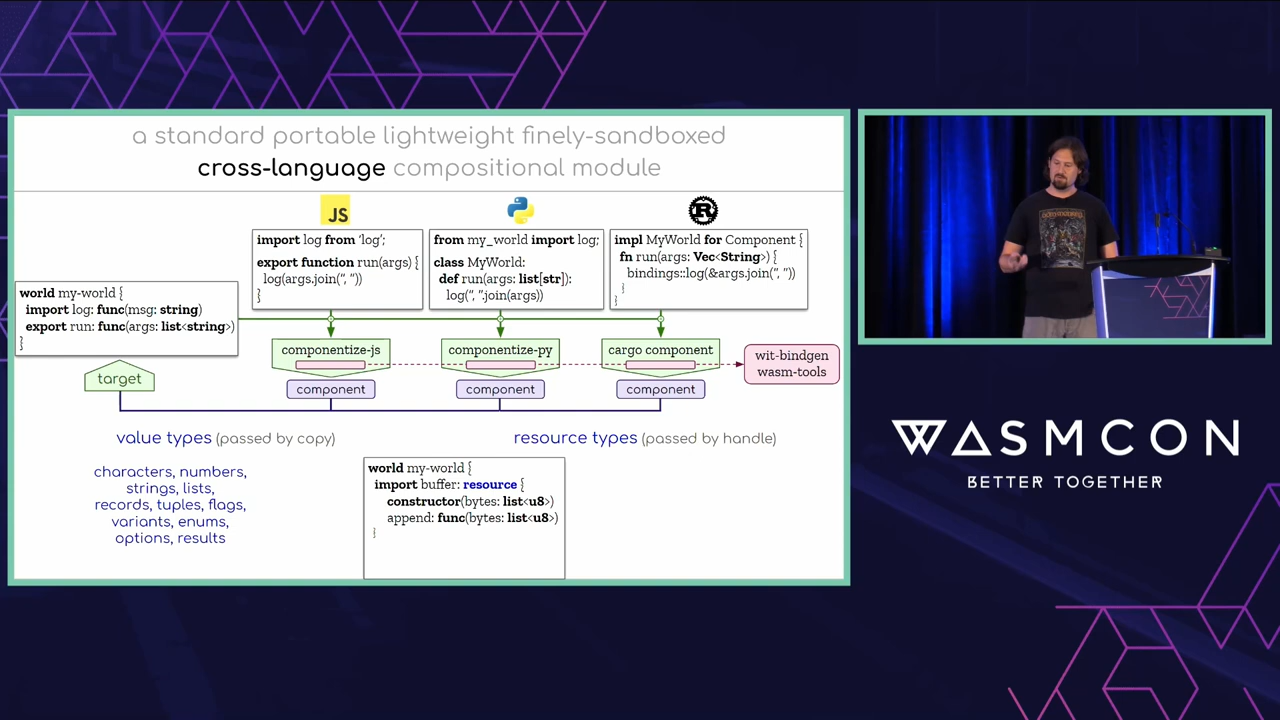 a standard portable lightweight finely-sandboxed
cross-language compositional module
JS
import log from 'log';
export function run(args) {
log(args.join(", "))
}
from my_world import log;
class MyWorld:
def run(args: list[str]):
log(", ".join(args))
R
impl MyWorld for Component {
fn run(args: Vec<String>) {
bindings::log(&args.join(", "))
}
}
world my-world {
import log: func(msg: string)
export run: func(args: list<string>)
}
target
componentize-js
componentize-py
cargo component
wit-bindgen
wasm-tools
component
component
component
value types (passed by copy)
characters, numbers,
strings, lists,
records, tuples, flags,
variants, enums,
options, results
resource types (passed by handle)
world my-world {
import buffer: resource {
constructor(bytes: list<u8>)
append: func(bytes: list<u8>)
}
WASMCON
BETTER TOGETHER